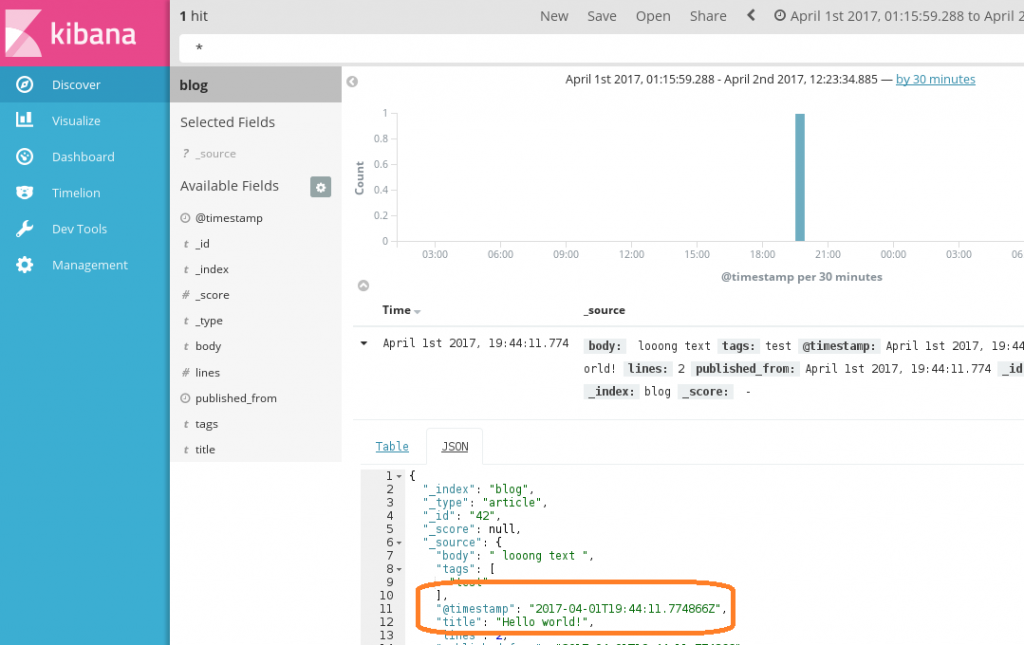 kibana
Discover
Visualize
Dashboard
Timelion
Dev Tools
Management
1 hit
New Save Open Share April 1st 2017, 01:15:59.288 to April 2
*
blog
Selected Fields
? _source
Available Fields
@timestamp
t _id
t _index
# _score
t _type
t body
# lines
published_from
t tags
t title
April 1st 2017, 01:15:59.288 - April 2nd 2017, 12:23:34.885 — by 30 minutes
Count
1
0.8
0.6
0.4
0.2
0
03:00 06:00 09:00 12:00 15:00 18:00 21:00 00:00 03:00 06
@timestamp per 30 minutes
Time _source
April 1st 2017, 19:44:11.774 body: looong text tags: test @timestamp: April 1st 2017, 19:44
orld! lines: 2 published_from: April 1st 2017, 19:44:11.774 _id
_index: blog _score: -
Table JSON
1 {
2 "_index": "blog",
3 "_type": "article",
4 "_id": "42",
5 "_score": null,
6 "_source": {
7 "body": " looong text ",
8 "tags": [
9 "test"
10 ],
11 "@timestamp": "2017-04-01T19:44:11.774866Z",
12 "title": "Hello world!",
13 "lines": 2,